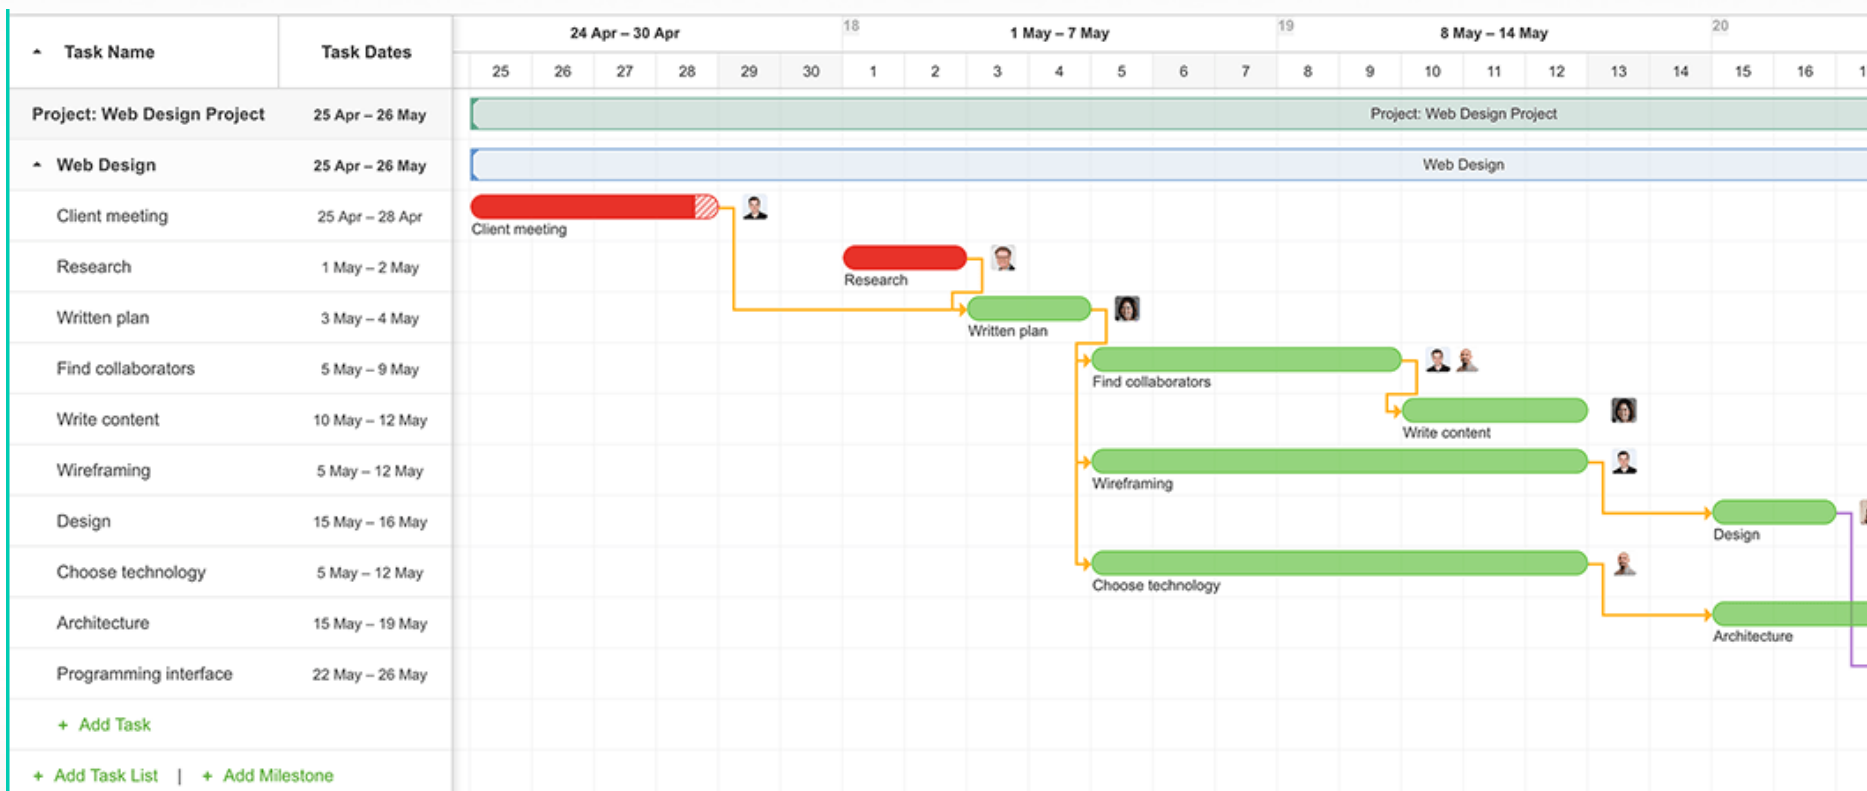 Task Name Task Dates 24 Apr – 30 Apr 18 1 May – 7 May 19 8 May – 14 May 20
25 26 27 28 29 30 1 2 3 4 5 6 7 8 9 10 11 12 13 14 15 16
Project: Web Design Project 25 Apr – 26 May Project: Web Design Project
Web Design 25 Apr – 26 May Web Design
Client meeting 25 Apr – 28 Apr Client meeting
Research 1 May – 2 May Research
Written plan 3 May – 4 May Written plan
Find collaborators 5 May – 9 May Find collaborators
Write content 10 May – 12 May Write content
Wireframing 5 May – 12 May Wireframing
Design 15 May – 16 May Design
Choose technology 5 May – 12 May Choose technology
Architecture 15 May – 19 May Architecture
Programming interface 22 May – 26 May
+ Add Task
+ Add Task List | + Add Milestone